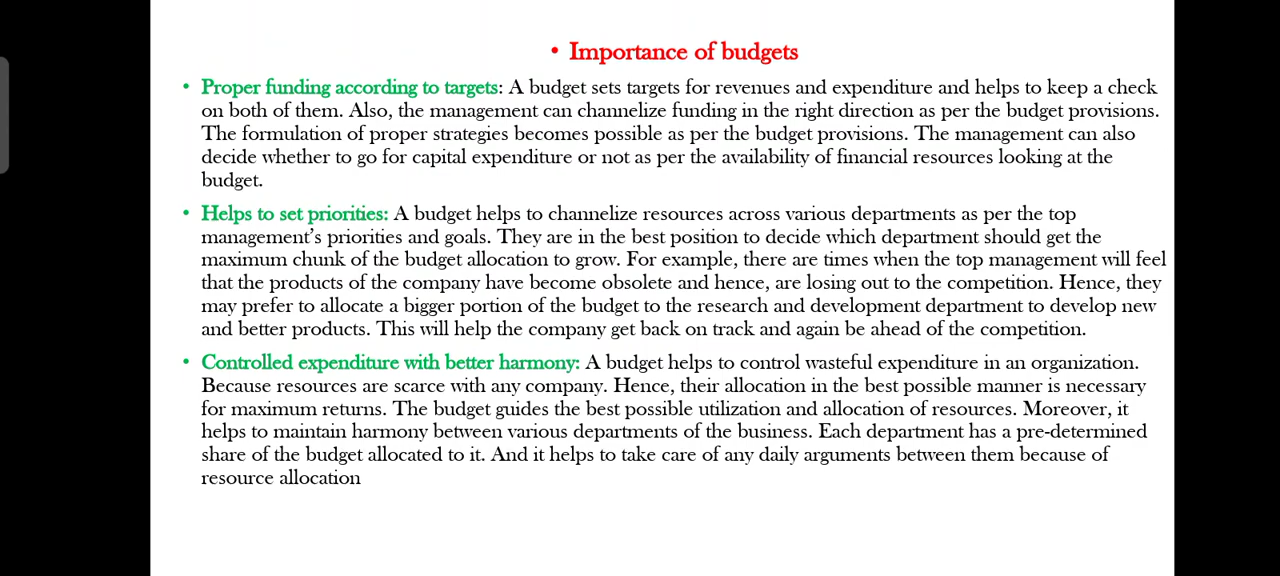 • Importance of budgets
• Proper funding according to targets: A budget sets targets for revenues and expenditure and helps to keep a check
on both of them. Also, the management can channelize funding in the right direction as per the budget provisions.
The formulation of proper strategies becomes possible as per the budget provisions. The management can also
decide whether to go for capital expenditure or not as per the availability of financial resources looking at the
budget.
• Helps to set priorities: A budget helps to channelize resources across various departments as per the top
management’s priorities and goals. They are in the best position to decide which department should get the
maximum chunk of the budget allocation to grow. For example, there are times when the top management will feel
that the products of the company have become obsolete and hence, are losing out to the competition. Hence, they
may prefer to allocate a bigger portion of the budget to the research and development department to develop new
and better products. This will help the company get back on track and again be ahead of the competition.
• Controlled expenditure with better harmony: A budget helps to control wasteful expenditure in an organization.
Because resources are scarce with any company. Hence, their allocation in the best possible manner is necessary
for maximum returns. The budget guides the best possible utilization and allocation of resources. Moreover, it
helps to maintain harmony between various departments of the business. Each department has a pre-determined
share of the budget allocated to it. And it helps to take care of any daily arguments between them because of
resource allocation